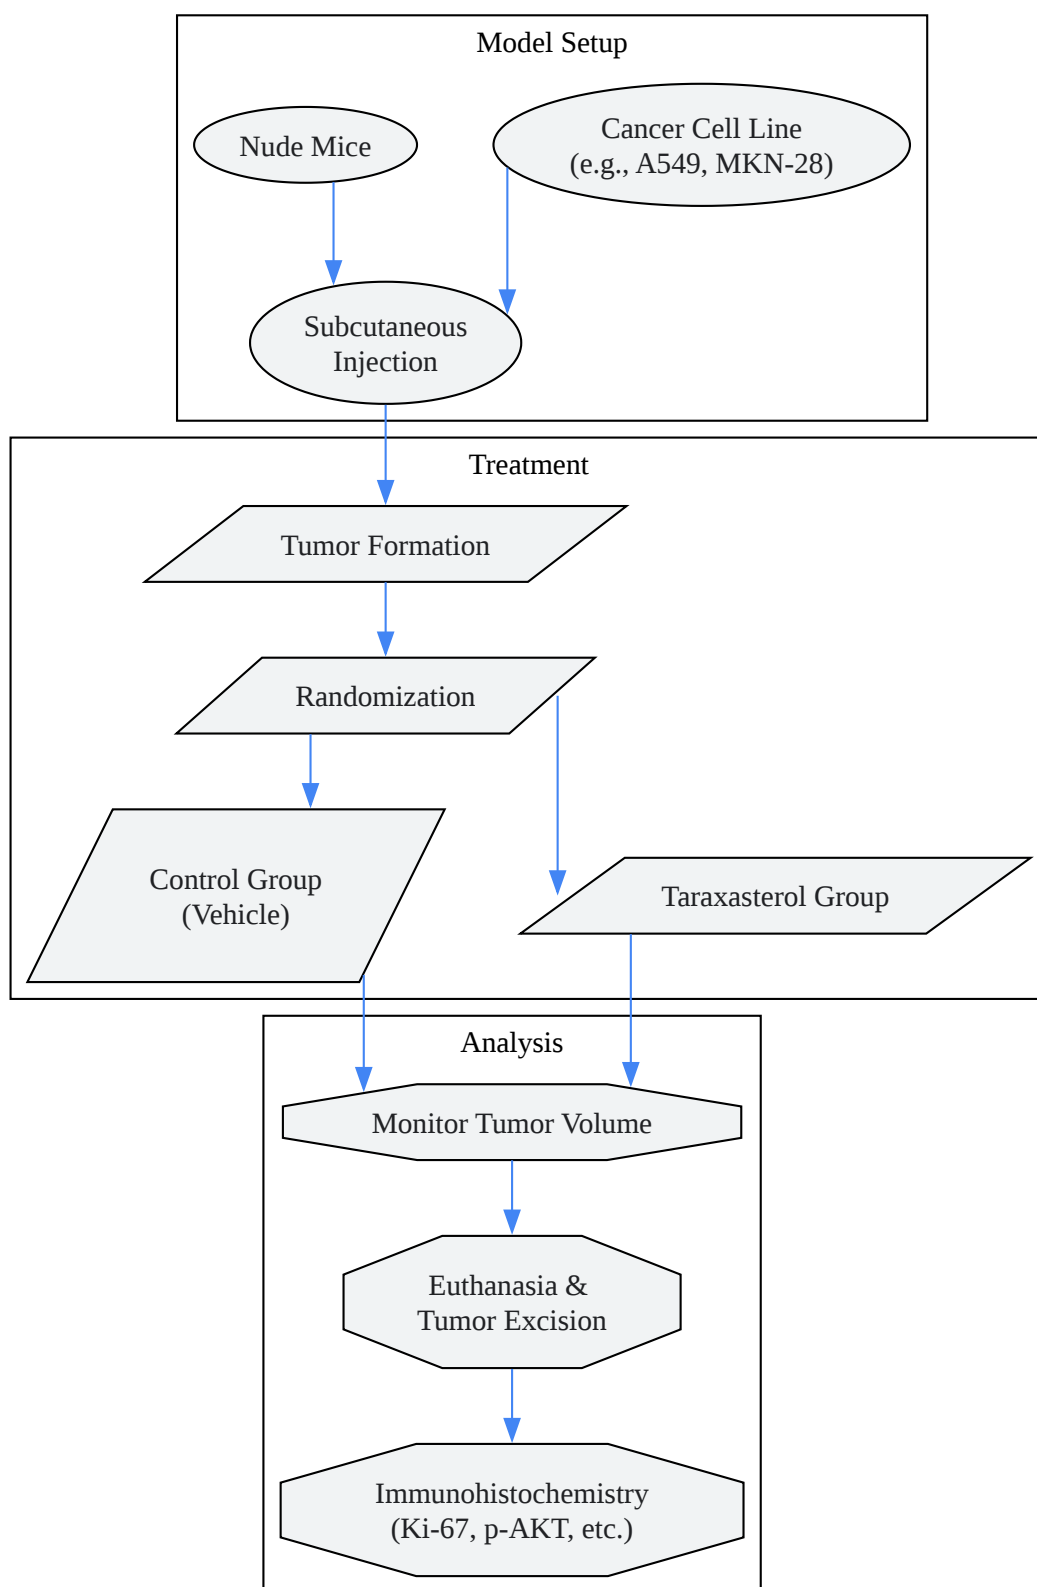 Model Setup
Nude Mice
Cancer Cell Line
(e.g., A549, MKN-28)
Subcutaneous
Injection
Treatment
Tumor Formation
Randomization
Control Group
(Vehicle)
Taraxasterol Group
Analysis
Monitor Tumor Volume
Euthanasia &
Tumor Excision
Immunohistochemistry
(Ki-67, p-AKT, etc.)